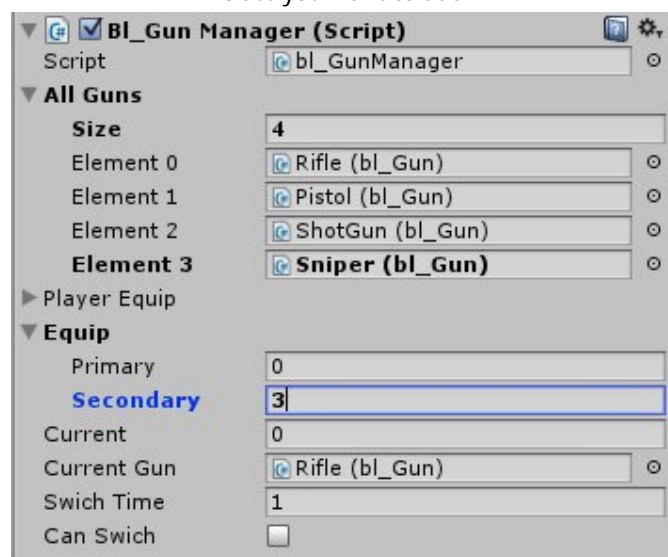 Bl_Gun Manager (Script)
Script bl_GunManager
All Guns
Size 4
Element 0 Rifle (bl_Gun)
Element 1 Pistol (bl_Gun)
Element 2 ShotGun (bl_Gun)
Element 3 Sniper (bl_Gun)
Player Equip
Equip
Primary 0
Secondary 3
Current 0
Current Gun Rifle (bl_Gun)
Swich Time 1
Can Swich